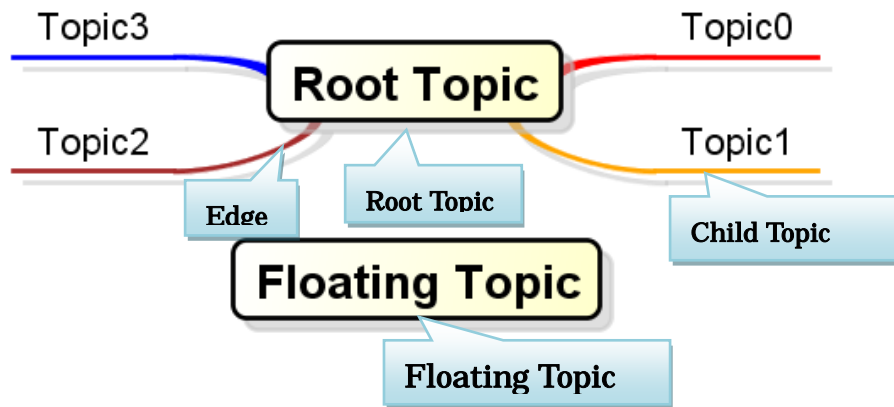 Topic3
Topic0
Root Topic
Topic2
Topic1
Edge
Root Topic
Child Topic
Floating Topic
Floating Topic